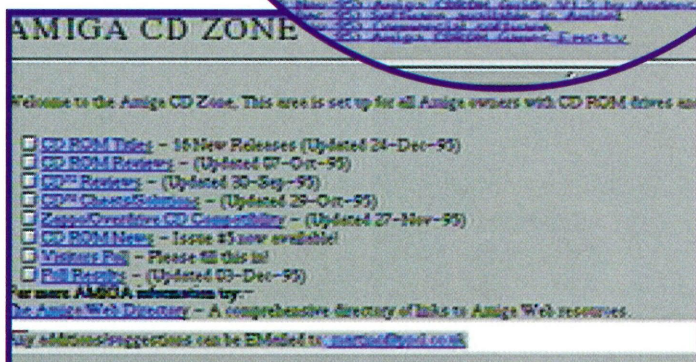 AMIGA CD ZONE
Welcome to the Amiga CD Zone, This area is set up for all Amiga owners with CD ROM drives
CD ROM Titles - 16 New Releases (Updated 24-Dec-95)
CD ROM Reviews - (Updated 07-Oct-95)
Reviews - (Updated 30-Sep-95)
Cheats/Solutions - (Updated 29-Oct-95)
Zappo/Overdrive CD Compatibility - (Updated 27-Nov-95)
CD ROM News - Issue #5 now available!
Visitors Poll - Please fill this in!
Poll Results - (Updated 03-Dec-95)
For more AMIGA information try:-
The Amiga Web Directory - A comprehensive directory of links to Amiga Web resources.
Any additions/suggestions can be EMailed to